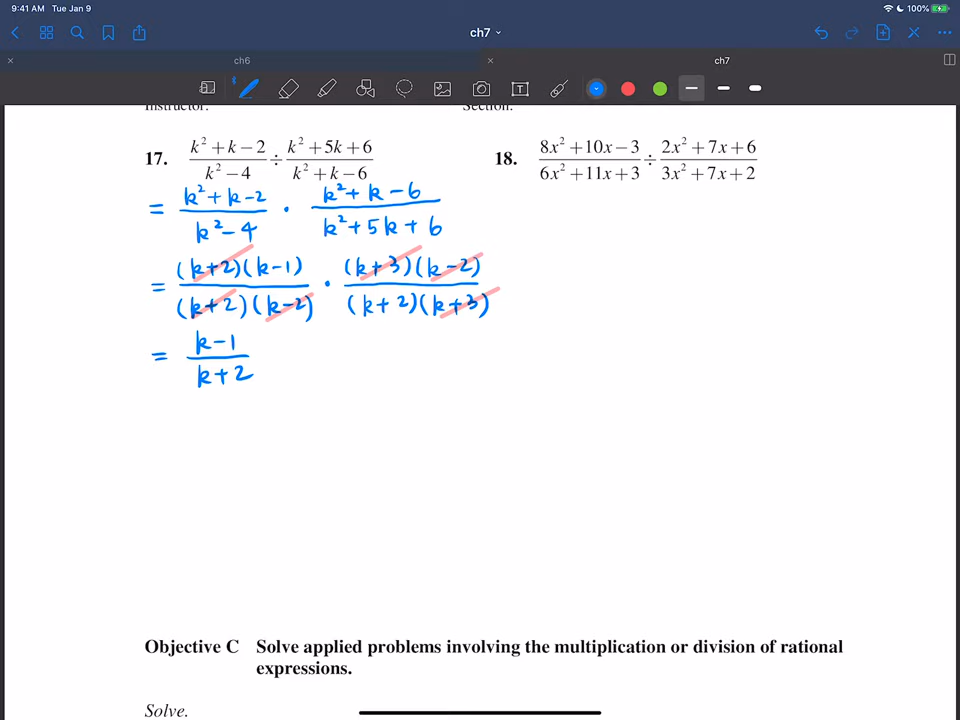 9:41 AM Tue Jan 9 100%
ch7
ch6 ch7
Instructor: Section:
17. (k² + k − 2)/(k² − 4) ÷ (k² + 5k + 6)/(k² + k − 6)
= (k² + k − 2)/(k² − 4) · (k² + k − 6)/(k² + 5k + 6)
= (k+2)(k−1)/(k+2)(k−2) · (k+3)(k−2)/(k+2)(k+3)
= (k−1)/(k+2)
18. (8x² + 10x − 3)/(6x² + 11x + 3) ÷ (2x² + 7x + 6)/(3x² + 7x + 2)
Objective C Solve applied problems involving the multiplication or division of rational
expressions.
Solve.